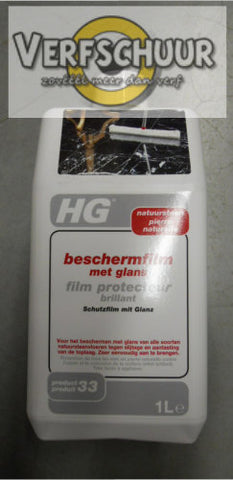 VERFSCHUUR
zoveel meer dan verf
HG
natuursteen
pierre
naturelle
beschermfilm
met glans
film protecteur
brillant
Schutzfilm mit Glanz
Voor het beschermen met glans van alle soorten
natuursteenvloeren tegen slijtage en aantasting
van de toplaag. Zeer eenvoudig aan te brengen.
product
produit 33
1L e